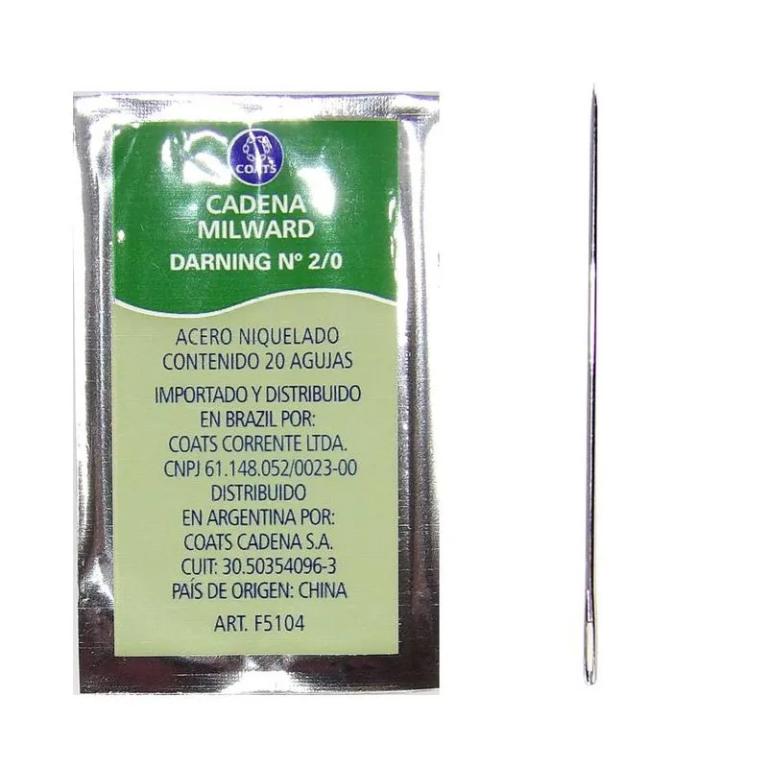 COATS
CADENA
MILWARD
DARNING Nº 2/0
ACERO NIQUELADO
CONTENIDO 20 AGUJAS
IMPORTADO Y DISTRIBUIDO
EN BRAZIL POR:
COATS CORRENTE LTDA.
CNPJ 61.148.052/0023-00
DISTRIBUIDO
EN ARGENTINA POR:
COATS CADENA S.A.
CUIT: 30.50354096-3
PAÍS DE ORIGEN: CHINA
ART. F5104